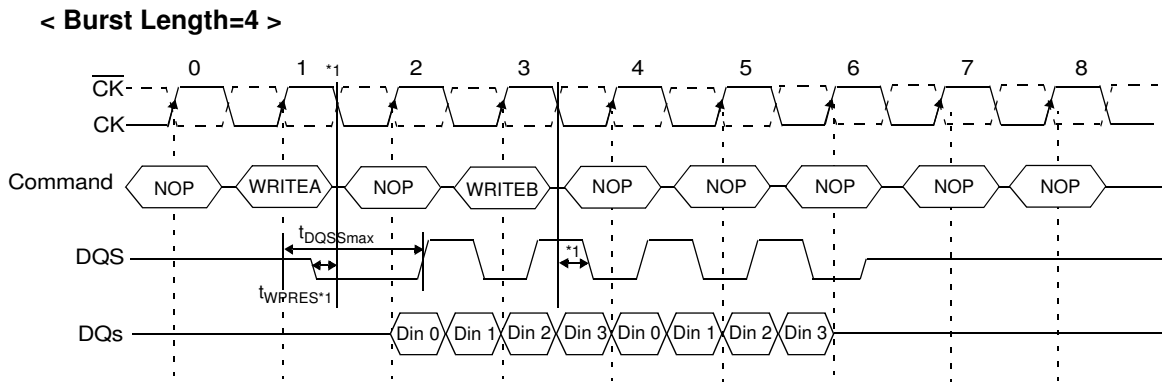 < Burst Length=4 >
0 1 *1 2 3 4 5 6 7 8
CK
CK
Command NOP WRITEA NOP WRITEB NOP NOP NOP NOP NOP
tDQSSmax
DQS *1
tWPRES*1
DQs Din 0 Din 1 Din 2 Din 3 Din 0 Din 1 Din 2 Din 3